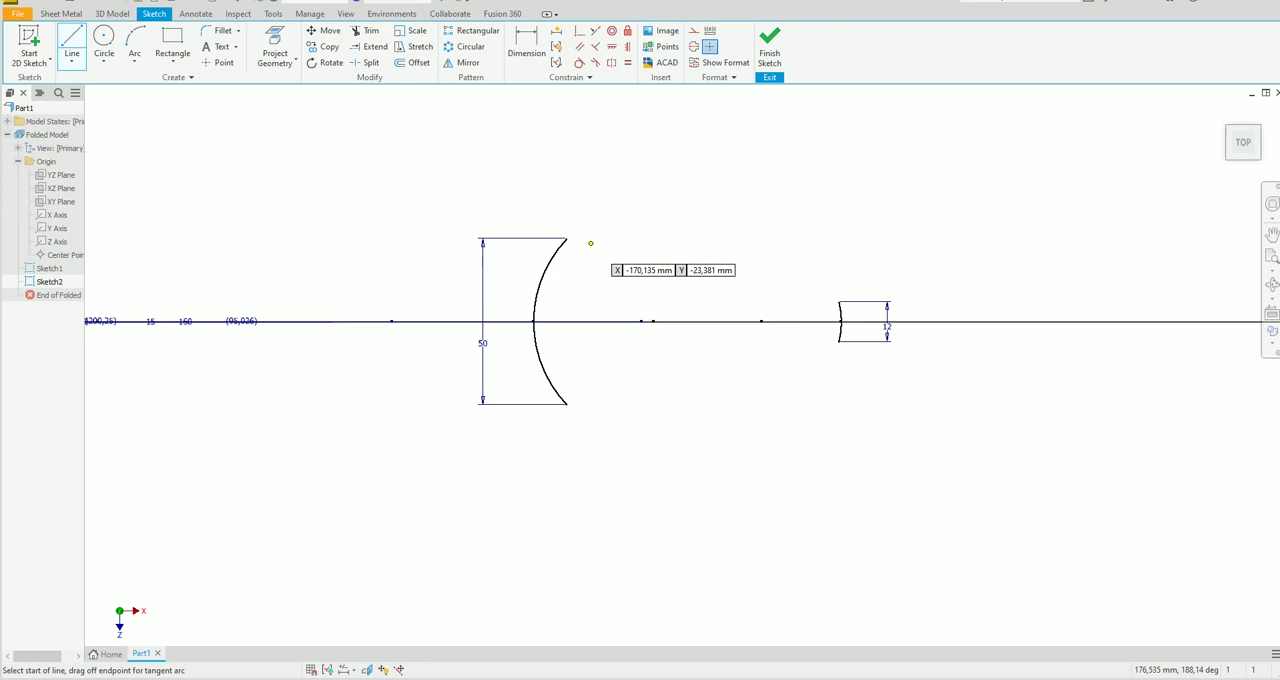 File Sheet Metal 3D Model Sketch Annotate Inspect Tools Manage View Environments Collaborate Fusion 360
Start
2D Sketch
Line
Circle
Arc
Rectangle
Fillet
Text
Point
Project
Geometry
Move
Copy
Rotate
Trim
Extend
Split
Scale
Stretch
Offset
Rectangular
Circular
Mirror
Dimension
Image
Points
ACAD
Show Format
Finish
Sketch
Sketch Create Modify Pattern Constrain Insert Format Exit
Part1
Model States: [Pri
Folded Model
View: [Primary]
Origin
YZ Plane
XZ Plane
XY Plane
X Axis
Y Axis
Z Axis
Center Poin
Sketch1
Sketch2
End of Folded
TOP
X -170,135 mm Y -23,381 mm
15 160 (95,026)
50
12
X
Z
Home Part1
Select start of line, drag off endpoint for tangent arc
176,535 mm, 188,14 deg 1 1